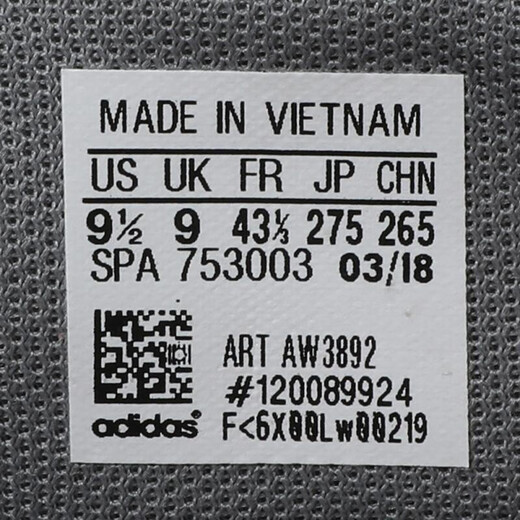 MADE IN VIETNAM
US UK FR JP CHN
9½ 9 43⅓ 275 265
SPA 753003 03/18
ART AW3892
#120089924
adidas® F<6X00Lw00219